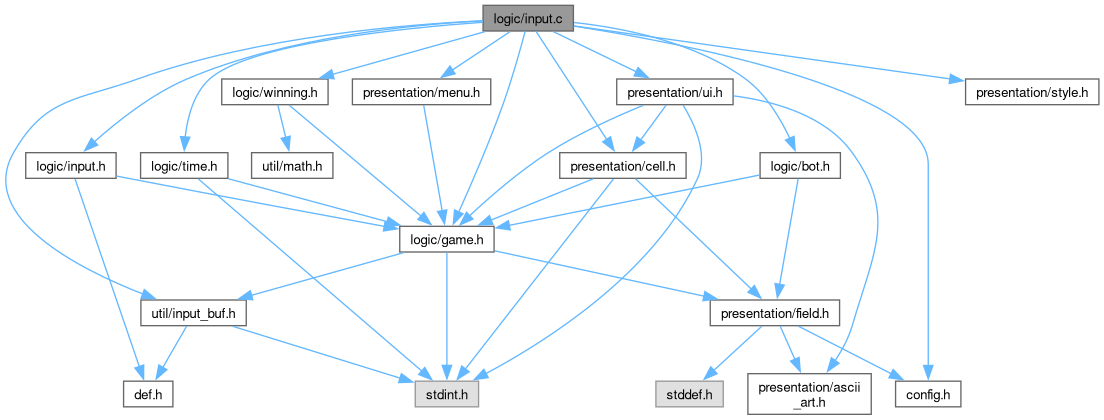 logic/input.c
logic/winning.h
presentation/menu.h
presentation/ui.h
presentation/style.h
logic/input.h
logic/time.h
util/math.h
presentation/cell.h
logic/bot.h
logic/game.h
util/input_buf.h
presentation/field.h
def.h
stdint.h
stddef.h
presentation/ascii
_art.h
config.h